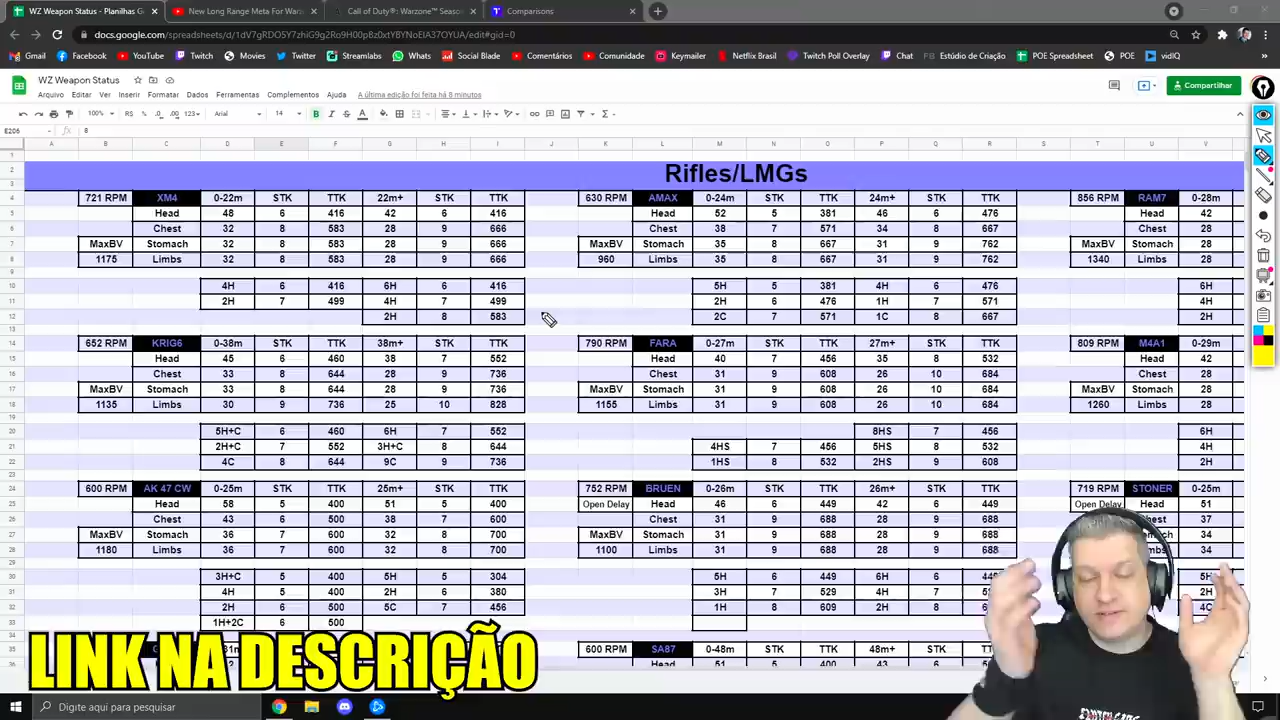 WZ Weapon Status - Planilhas G New Long Range Meta For Warz Call of Duty®: Warzone™ Season Comparisons
docs.google.com/spreadsheets/d/
Gmail Facebook YouTube Twitch Movies Twitter Streamlabs Whats Social Blade Comentários Comunidade Keymailer Netflix Brasil Twitch Poll Overlay Chat Estúdio de Criação POE Spreadsheet POE vidIQ
WZ Weapon Status
Arquivo Editar Ver Inserir Formatar Dados Ferramentas Complementos Ajuda A última edição foi feita há 8 minutos
Compartilhar
100% R$ % .0 .00 123 Arial 14 B I S A
E206 fx 8
A B C D E F G H I J K L M N O P Q R S T U V
Rifles/LMGs
721 RPM XM4 0-22m STK TTK 22m+ STK TTK 630 RPM AMAX 0-24m STK TTK 24m+ STK TTK 856 RPM RAM7 0-28m
Head 48 6 416 42 6 416 Head 52 5 381 46 6 476 Head 42
Chest 32 8 583 28 9 666 Chest 38 7 571 34 8 667 Chest 28
MaxBV Stomach 32 8 583 28 9 666 MaxBV Stomach 35 8 667 31 9 762 MaxBV Stomach 28
1175 Limbs 32 8 583 28 9 666 960 Limbs 35 8 667 31 9 762 1340 Limbs 28
4H 6 416 6H 6 416 5H 5 381 4H 6 476 6H
2H 7 499 4H 7 499 2H 6 476 1H 7 571 4H
2H 8 583 2C 7 571 1C 8 667 2H
652 RPM KRIG6 0-38m STK TTK 38m+ STK TTK 790 RPM FARA 0-27m STK TTK 27m+ STK TTK 809 RPM M4A1 0-29m
Head 45 6 460 38 7 552 Head 40 7 456 35 8 532 Head 42
Chest 33 8 644 28 9 736 Chest 31 9 608 26 10 684 Chest 28
MaxBV Stomach 33 8 644 28 9 736 MaxBV Stomach 31 9 608 26 10 684 MaxBV Stomach 28
1135 Limbs 30 9 736 25 10 828 1155 Limbs 31 9 608 26 10 684 1260 Limbs 28
5H+C 6 460 6H 7 552 8HS 7 456 6H
2H+C 7 552 3H+C 8 644 4HS 7 456 5HS 8 532 4H
4C 8 644 9C 9 736 1HS 8 532 2HS 9 608 2H
600 RPM AK 47 CW 0-25m STK TTK 25m+ STK TTK 752 RPM BRUEN 0-26m STK TTK 26m+ STK TTK 719 RPM STONER 0-25m
Head 58 5 400 51 5 400 Open Delay Head 46 6 449 42 6 449 Open Delay Head 51
Chest 43 6 500 38 7 600 Chest 31 9 688 28 9 688 hest 37
MaxBV Stomach 36 7 600 32 8 700 MaxBV Stomach 31 9 688 28 9 688 34
1180 Limbs 36 7 600 32 8 700 1100 Limbs 31 9 688 28 9 688 34
3H+C 5 400 5H 5 304 5H 6 449 6H 6 5H
4H 5 400 2H 6 380 3H 7 529 4H 7 2H
2H 6 500 5C 7 456 1H 8 609 2H 8 4C
1H+2C 6 500
600 RPM SA87 0-48m STK TTK 48m+ STK TTK
LINK NA DESCRIÇÃO
Digite aqui para pesquisar